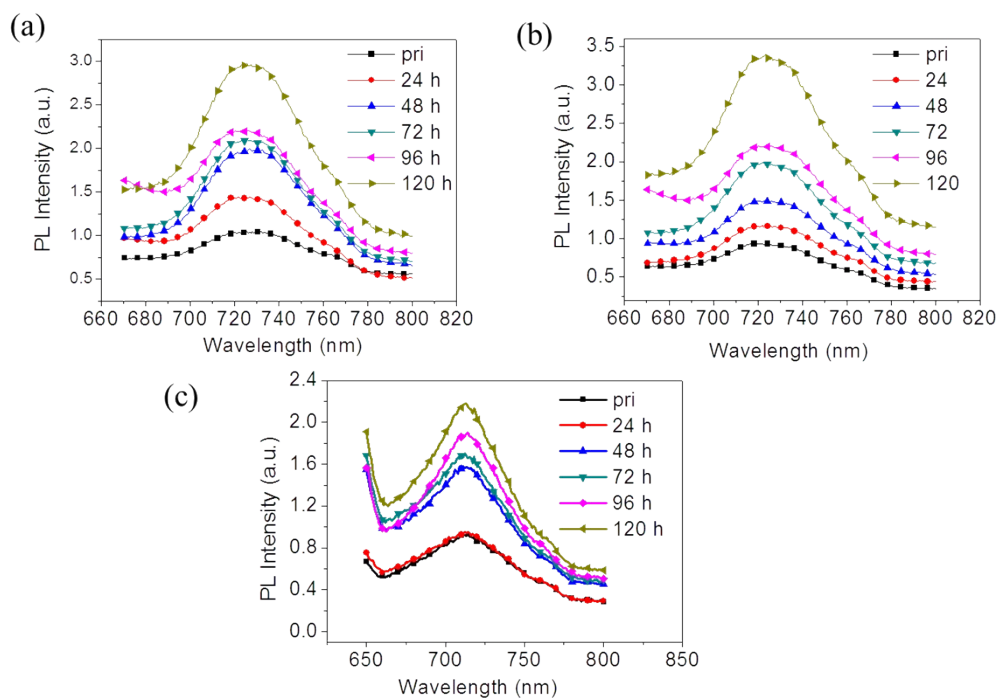 (a)
PL Intensity (a.u.)
3.0
2.5
2.0
1.5
1.0
0.5
660 680 700 720 740 760 780 800 820
Wavelength (nm)
pri
24 h
48 h
72 h
96 h
120 h
(b)
PL Intensity (a.u.)
3.5
3.0
2.5
2.0
1.5
1.0
0.5
660 680 700 720 740 760 780 800 820
Wavelength (nm)
pri
24
48
72
96
120
(c)
PL Intensity (a.u.)
2.4
2.0
1.6
1.2
0.8
0.4
0.0
650 700 750 800 850
Wavelength (nm)
pri
24 h
48 h
72 h
96 h
120 h